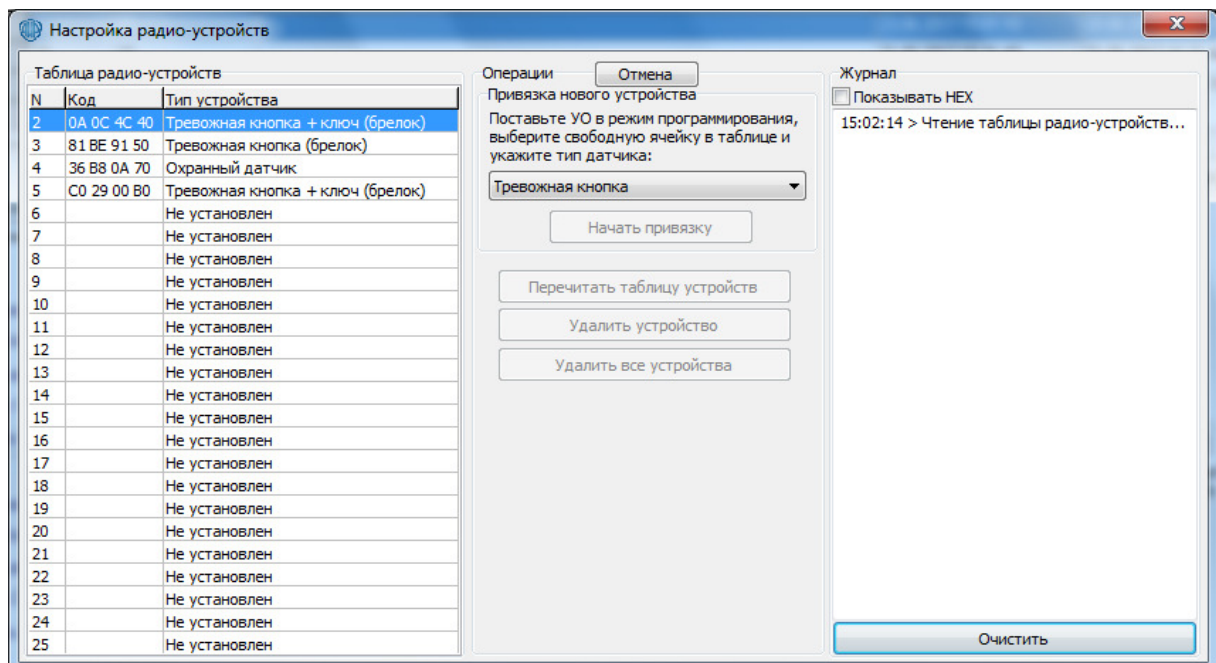 Настройка радио-устройств
Таблица радио-устройств
N Код Тип устройства
2 0A 0C 4C 40 Тревожная кнопка + ключ (брелок)
3 81 BE 91 50 Тревожная кнопка (брелок)
4 36 B8 0A 70 Охранный датчик
5 C0 29 00 B0 Тревожная кнопка + ключ (брелок)
6 Не установлен
7 Не установлен
8 Не установлен
9 Не установлен
10 Не установлен
11 Не установлен
12 Не установлен
13 Не установлен
14 Не установлен
15 Не установлен
16 Не установлен
17 Не установлен
18 Не установлен
19 Не установлен
20 Не установлен
21 Не установлен
22 Не установлен
23 Не установлен
24 Не установлен
25 Не установлен
Операции
Отмена
Привязка нового устройства
Поставьте УО в режим программирования,
выберите свободную ячейку в таблице и
укажите тип датчика:
Тревожная кнопка
Начать привязку
Перечитать таблицу устройств
Удалить устройство
Удалить все устройства
Журнал
Показывать HEX
15:02:14 > Чтение таблицы радио-устройств...
Очистить